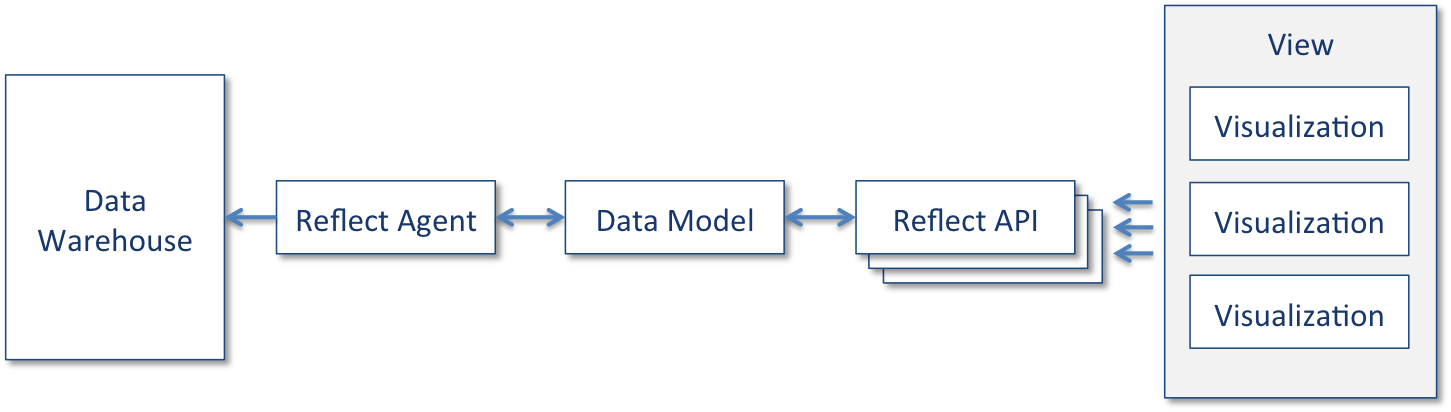 Data
Warehouse
Reflect Agent
Data Model
Reflect API
View
Visualization
Visualization
Visualization